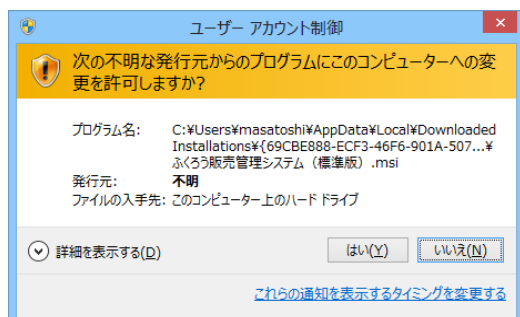 ユーザー アカウント制御
次の不明な発行元からのプログラムにこのコンピューターへの変
更を許可しますか?
プログラム名: C:¥Users¥masatoshi¥AppData¥Local¥Downloaded
Installations¥{69CBE888-ECF3-46F6-901A-507...¥
ふくろう販売管理システム（標準版）.msi
発行元: 不明
ファイルの入手先: このコンピューター上のハード ドライブ
詳細を表示する(D)
はい(Y) いいえ(N)
これらの通知を表示するタイミングを変更する